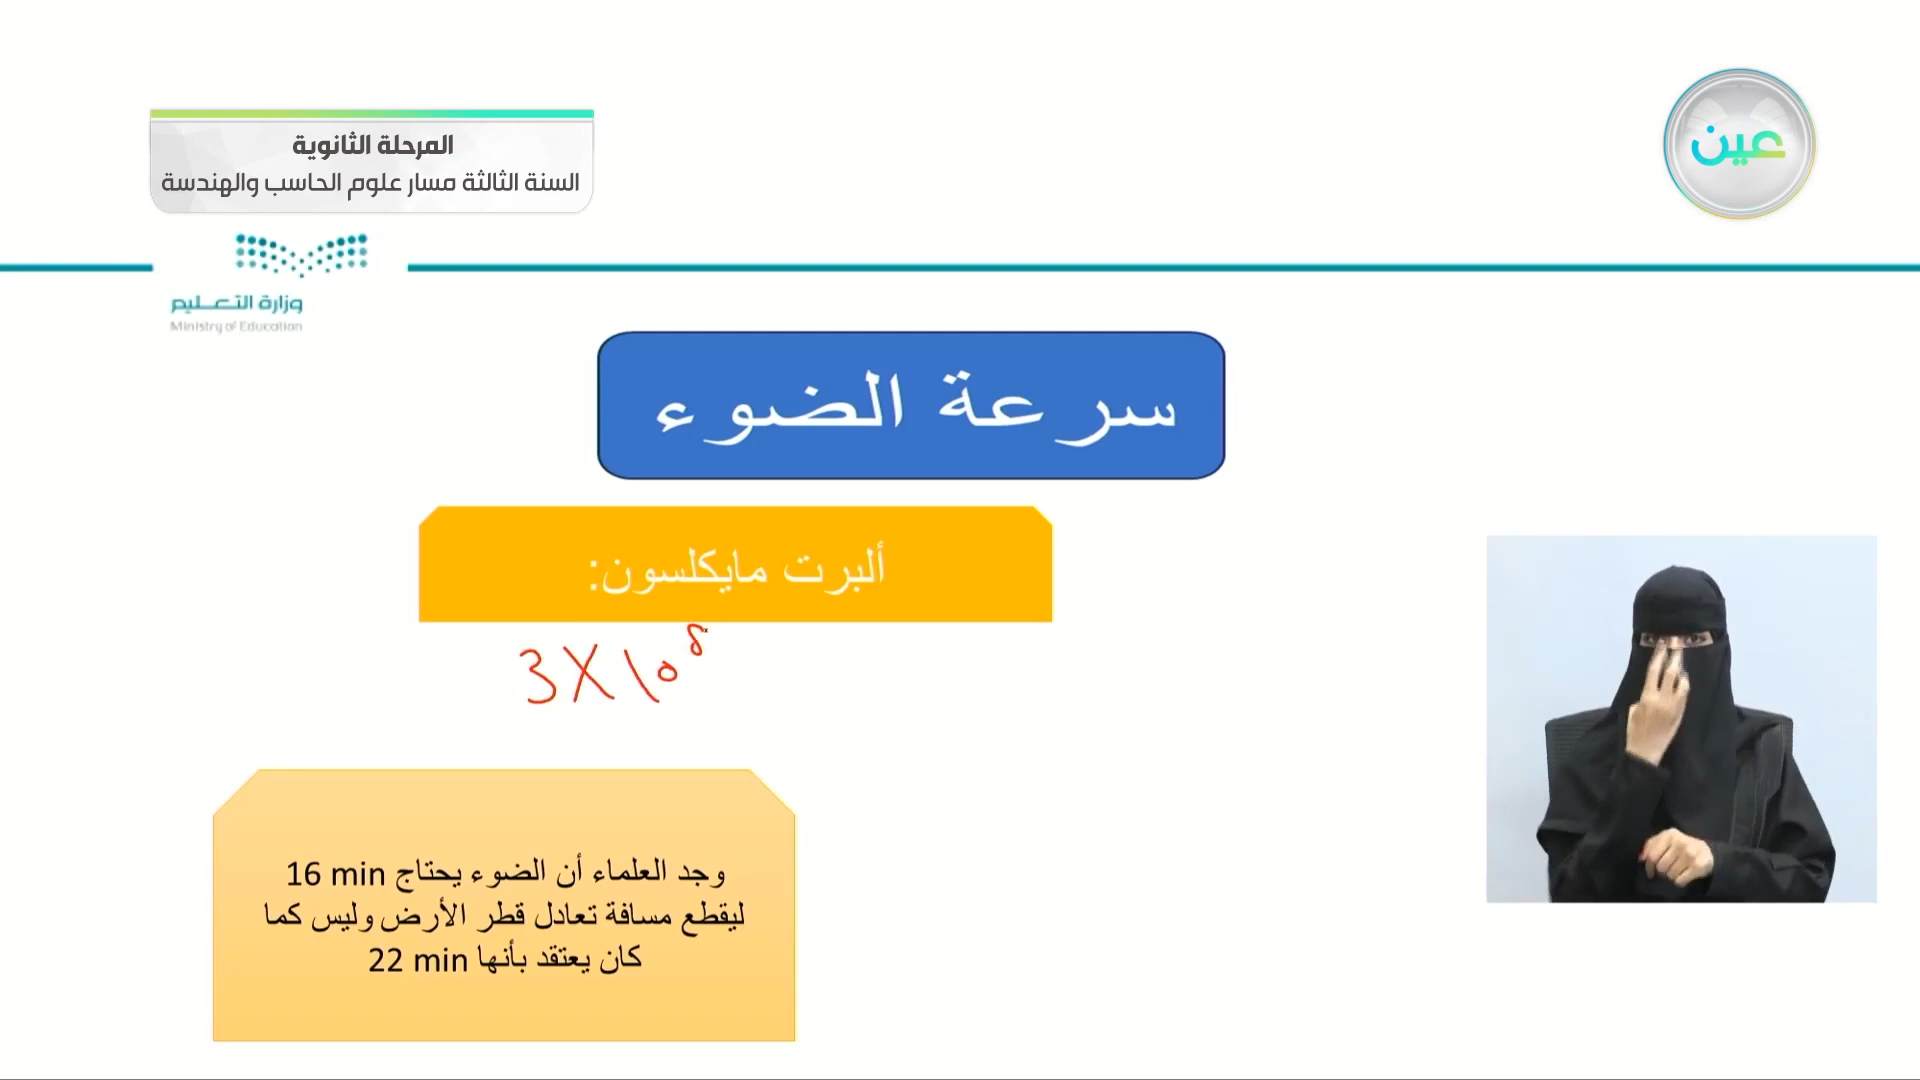 المرحلة الثانوية
السنة الثالثة مسار علوم الحاسب والهندسة
عين
وزارة التعليم
Ministry of Education
سرعة الضوء
ألبرت مايكلسون:
3X10⁸
وجد العلماء أن الضوء يحتاج 16 min
ليقطع مسافة تعادل قطر الأرض وليس كما
كان يعتقد بأنها 22 min